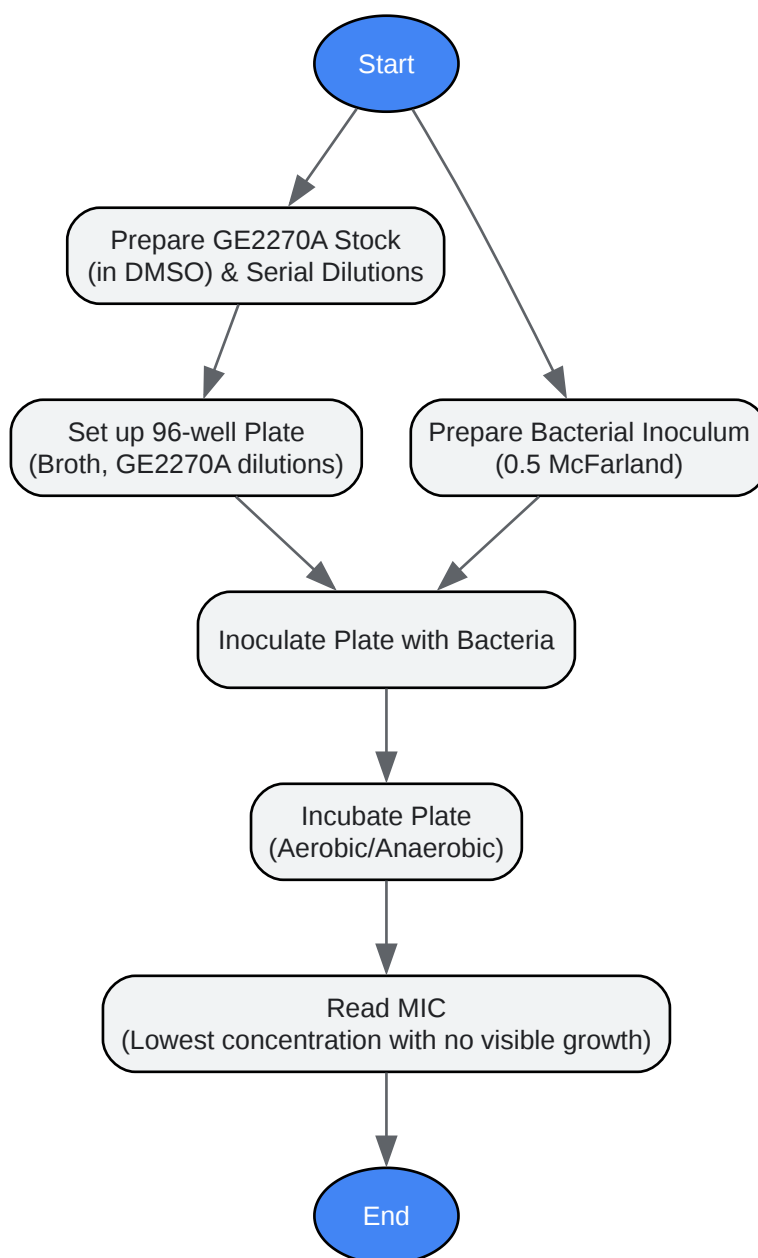 Start
Prepare GE2270A Stock
(in DMSO) & Serial Dilutions
Set up 96-well Plate
(Broth, GE2270A dilutions)
Prepare Bacterial Inoculum
(0.5 McFarland)
Inoculate Plate with Bacteria
Incubate Plate
(Aerobic/Anaerobic)
Read MIC
(Lowest concentration with no visible growth)
End